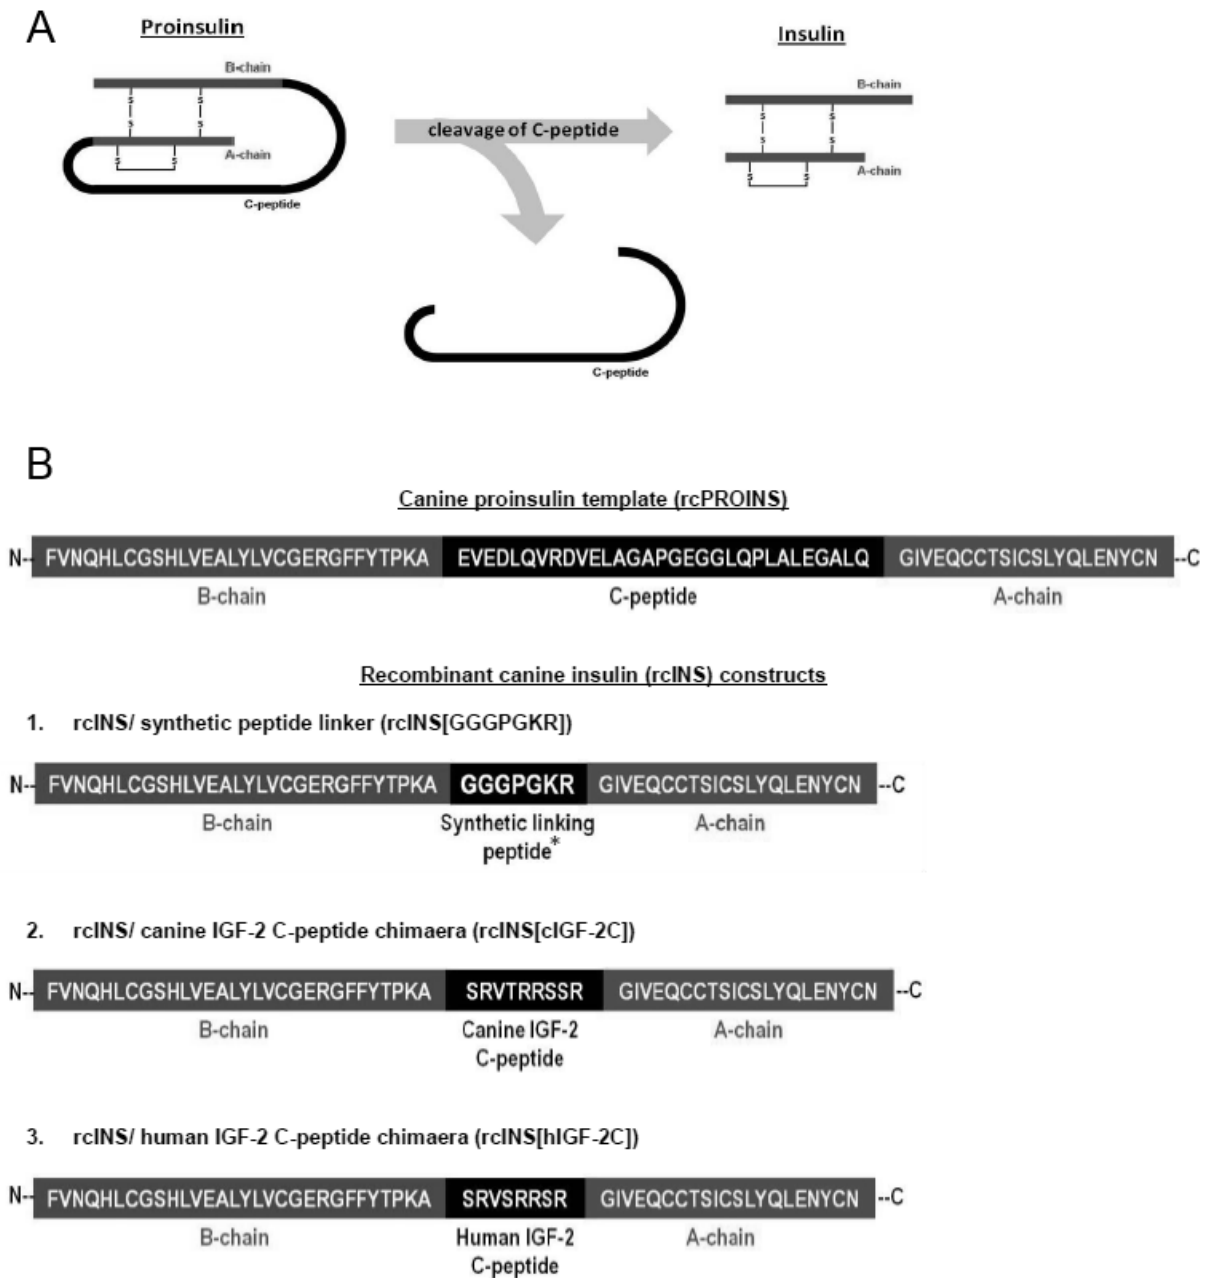 A
Proinsulin
B-chain
s s
s s
A-chain
s s
C-peptide
cleavage of C-peptide
Insulin
B-chain
s s
s s
A-chain
s s
C-peptide
B
Canine proinsulin template (rcPROINS)
N-- FVNQHLCGSHLVEALYLVCGERGFFYTPKA EVEDLQVRDVELAGAPGEGGLQPLALEGALQ GIVEQCCTSICSLYQLENYCN --C
B-chain C-peptide A-chain
Recombinant canine insulin (rcINS) constructs
1. rcINS/ synthetic peptide linker (rcINS[GGGPGKR])
N-- FVNQHLCGSHLVEALYLVCGERGFFYTPKA GGGPGKR GIVEQCCTSICSLYQLENYCN --C
B-chain Synthetic linking A-chain
peptide*
2. rcINS/ canine IGF-2 C-peptide chimaera (rcINS[cIGF-2C])
N-- FVNQHLCGSHLVEALYLVCGERGFFYTPKA SRVTRRSSR GIVEQCCTSICSLYQLENYCN --C
B-chain Canine IGF-2 A-chain
C-peptide
3. rcINS/ human IGF-2 C-peptide chimaera (rcINS[hIGF-2C])
N-- FVNQHLCGSHLVEALYLVCGERGFFYTPKA SRVSRRSR GIVEQCCTSICSLYQLENYCN --C
B-chain Human IGF-2 A-chain
C-peptide